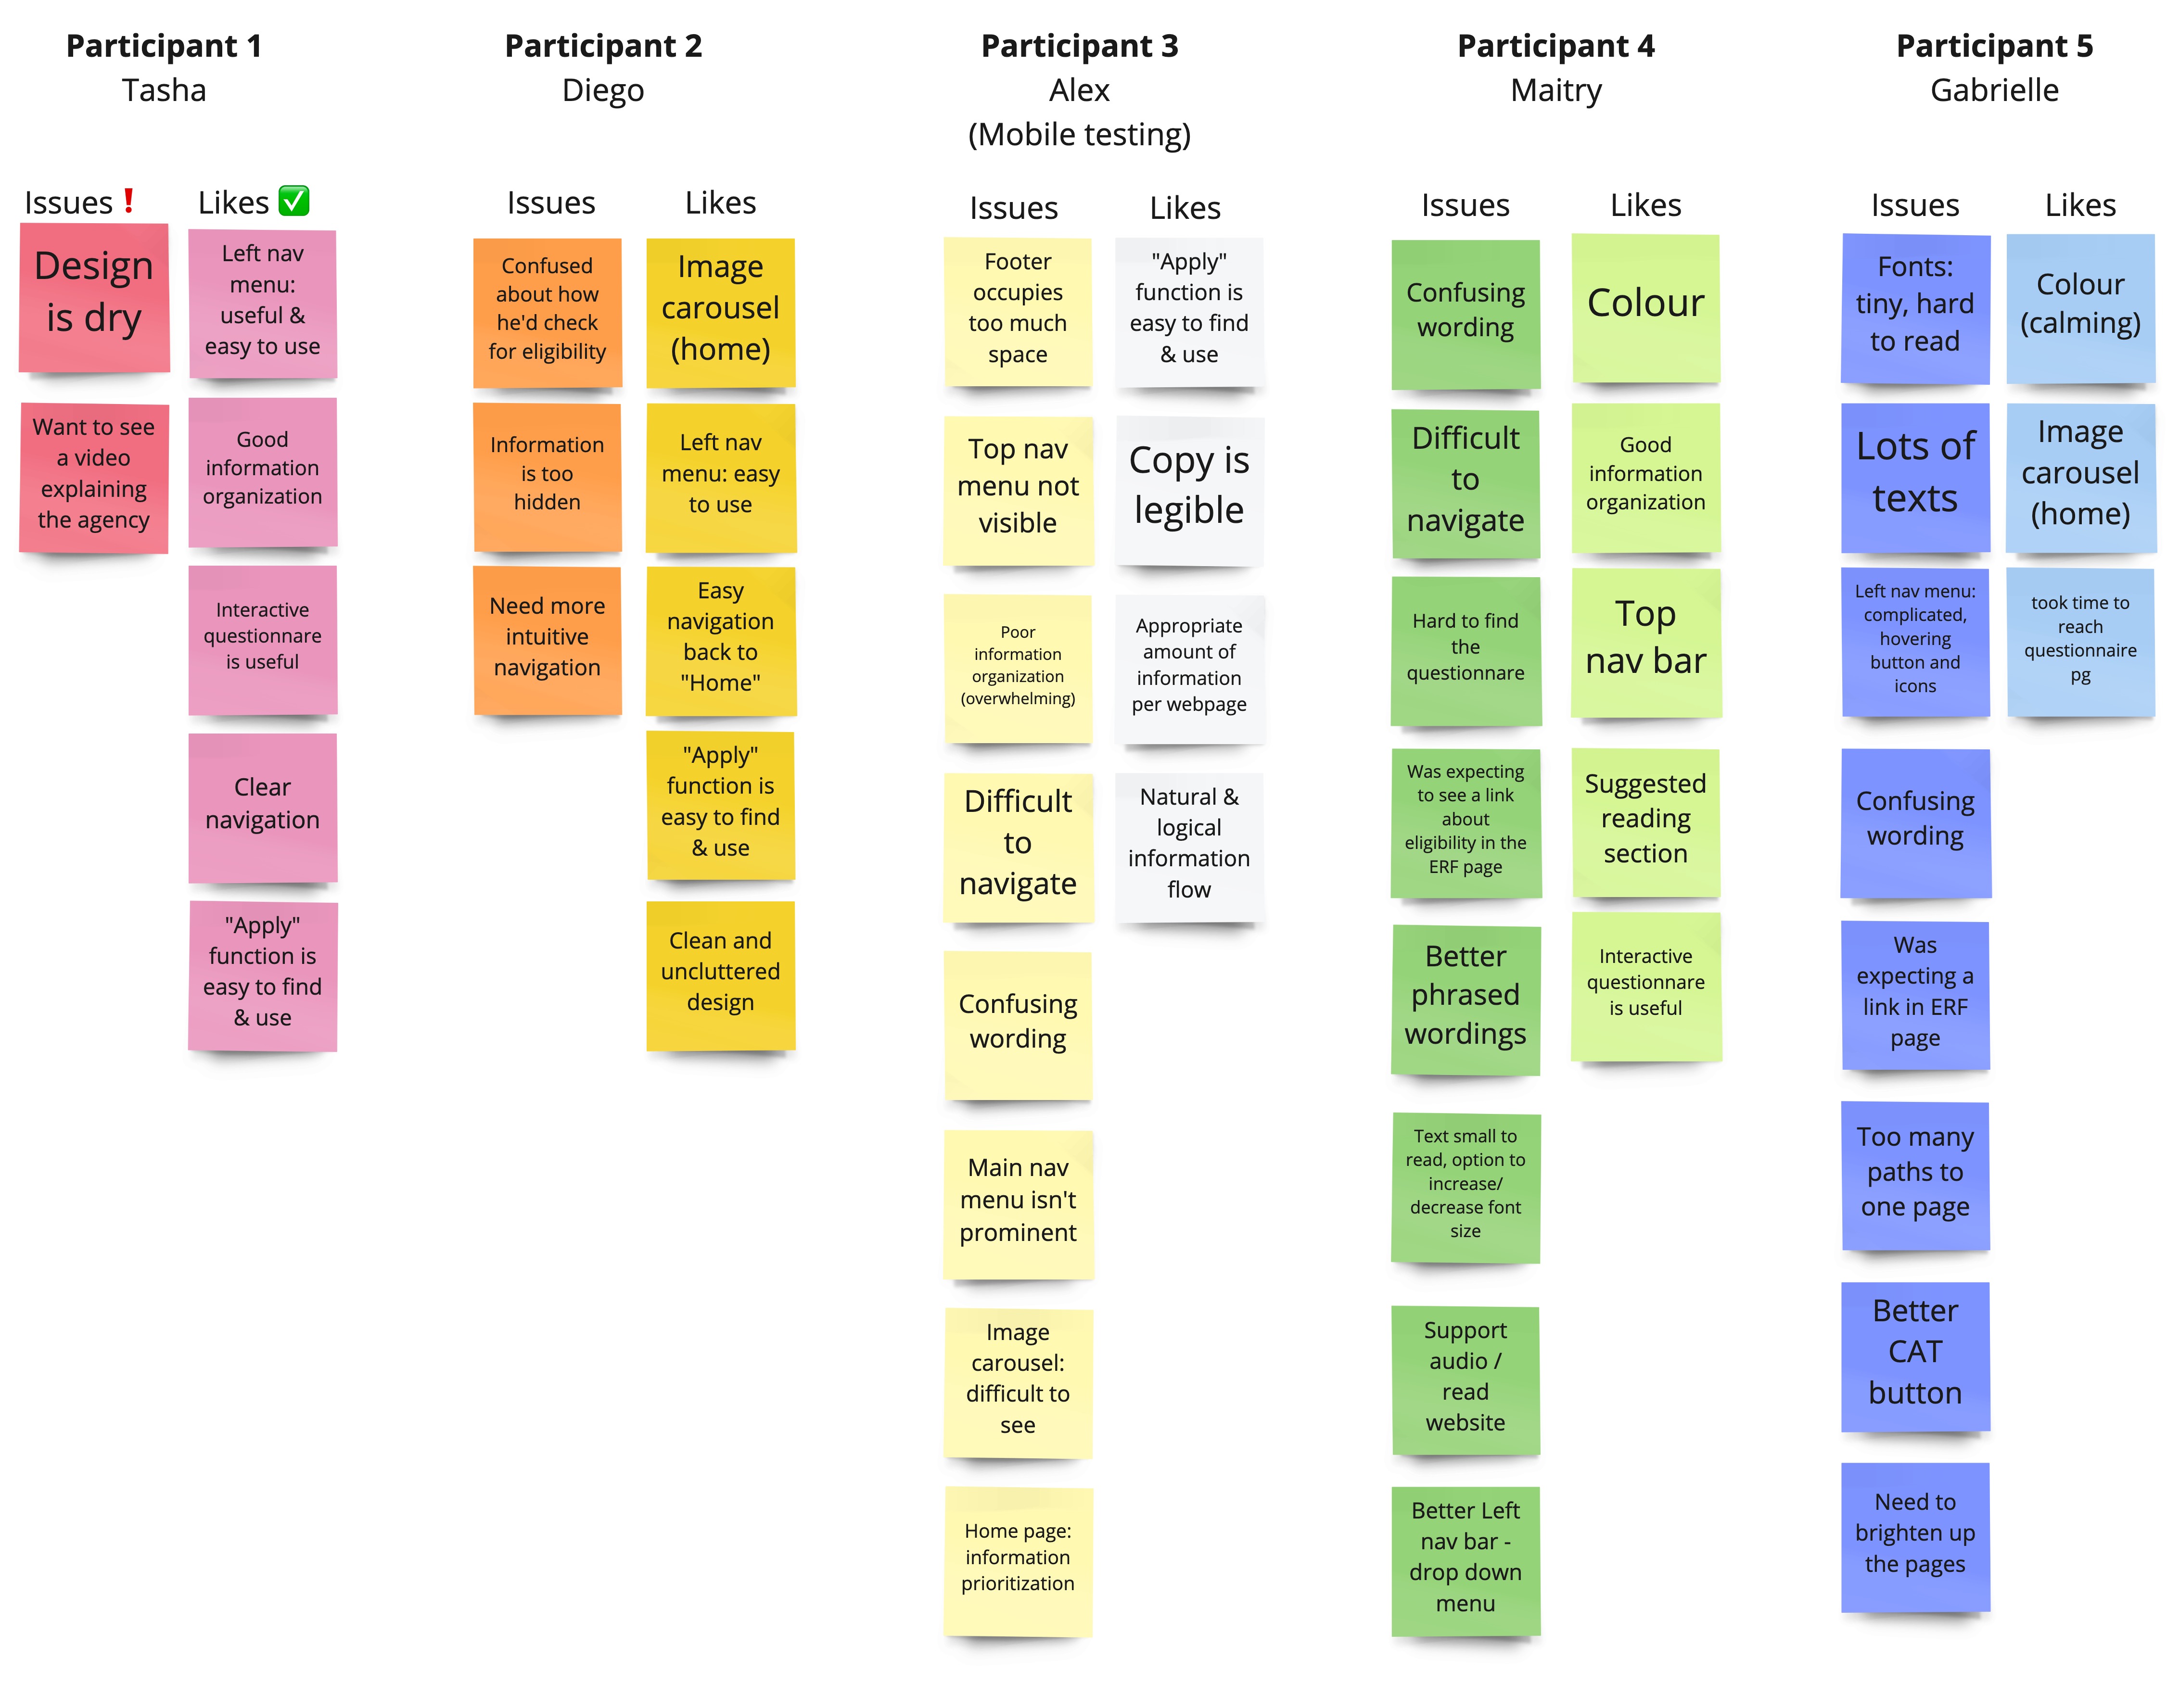 Participant 1
Tasha
Issues❗
Likes ✅
Design
is dry
Want to see
a video
explaining
the agency
Left nav
menu:
useful &
easy to use
Good
information
organization
Interactive
questionnare
is useful
Clear
navigation
"Apply"
function is
easy to find
& use
Participant 2
Diego
Issues
Likes
Confused
about how
he'd check
for eligibility
Information
is too
hidden
Need more
intuitive
navigation
Image
carousel
(home)
Left nav
menu: easy
to use
Easy
navigation
back to
"Home"
"Apply"
function is
easy to find
& use
Clean and
uncluttered
design
Participant 3
Alex
(Mobile testing)
Issues
Likes
Footer
occupies
too much
space
Top nav
menu not
visible
Poor
information
organization
(overwhelming)
Difficult
to
navigate
Confusing
wording
Main nav
menu isn't
prominent
Image
carousel:
difficult to
see
Home page:
information
prioritization
"Apply"
function is
easy to find
& use
Copy is
legible
Appropriate
amount of
information
per webpage
Natural &
logical
information
flow
Participant 4
Maitry
Issues
Likes
Confusing
wording
Difficult
to
navigate
Hard to find
the
questionnare
Was expecting
to see a link
about
eligibility in the
ERF page
Better
phrased
wordings
Text small to
read, option to
increase/
decrease font
size
Support
audio /
read
website
Better Left
nav bar -
drop down
menu
Colour
Good
information
organization
Top
nav bar
Suggested
reading
section
Interactive
questionnare
is useful
Participant 5
Gabrielle
Issues
Likes
Fonts:
tiny, hard
to read
Lots of
texts
Left nav menu:
complicated,
hovering
button and
icons
Confusing
wording
Was
expecting a
link in ERF
page
Too many
paths to
one page
Better
CAT
button
Need to
brighten up
the pages
Colour
(calming)
Image
carousel
(home)
took time to
reach
questionnaire
pg